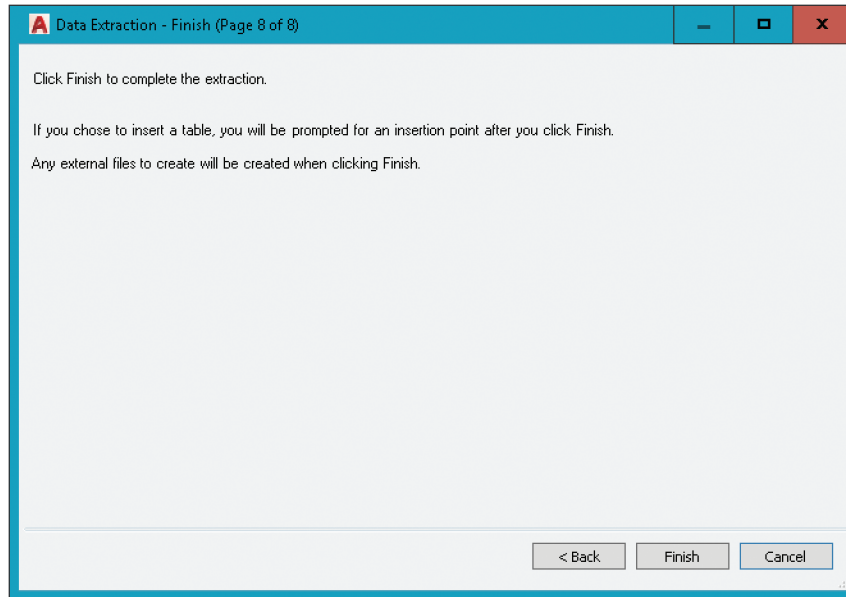 Data Extraction - Finish (Page 8 of 8)
Click Finish to complete the extraction.
If you chose to insert a table, you will be prompted for an insertion point after you click Finish.
Any external files to create will be created when clicking Finish.
< Back Finish Cancel